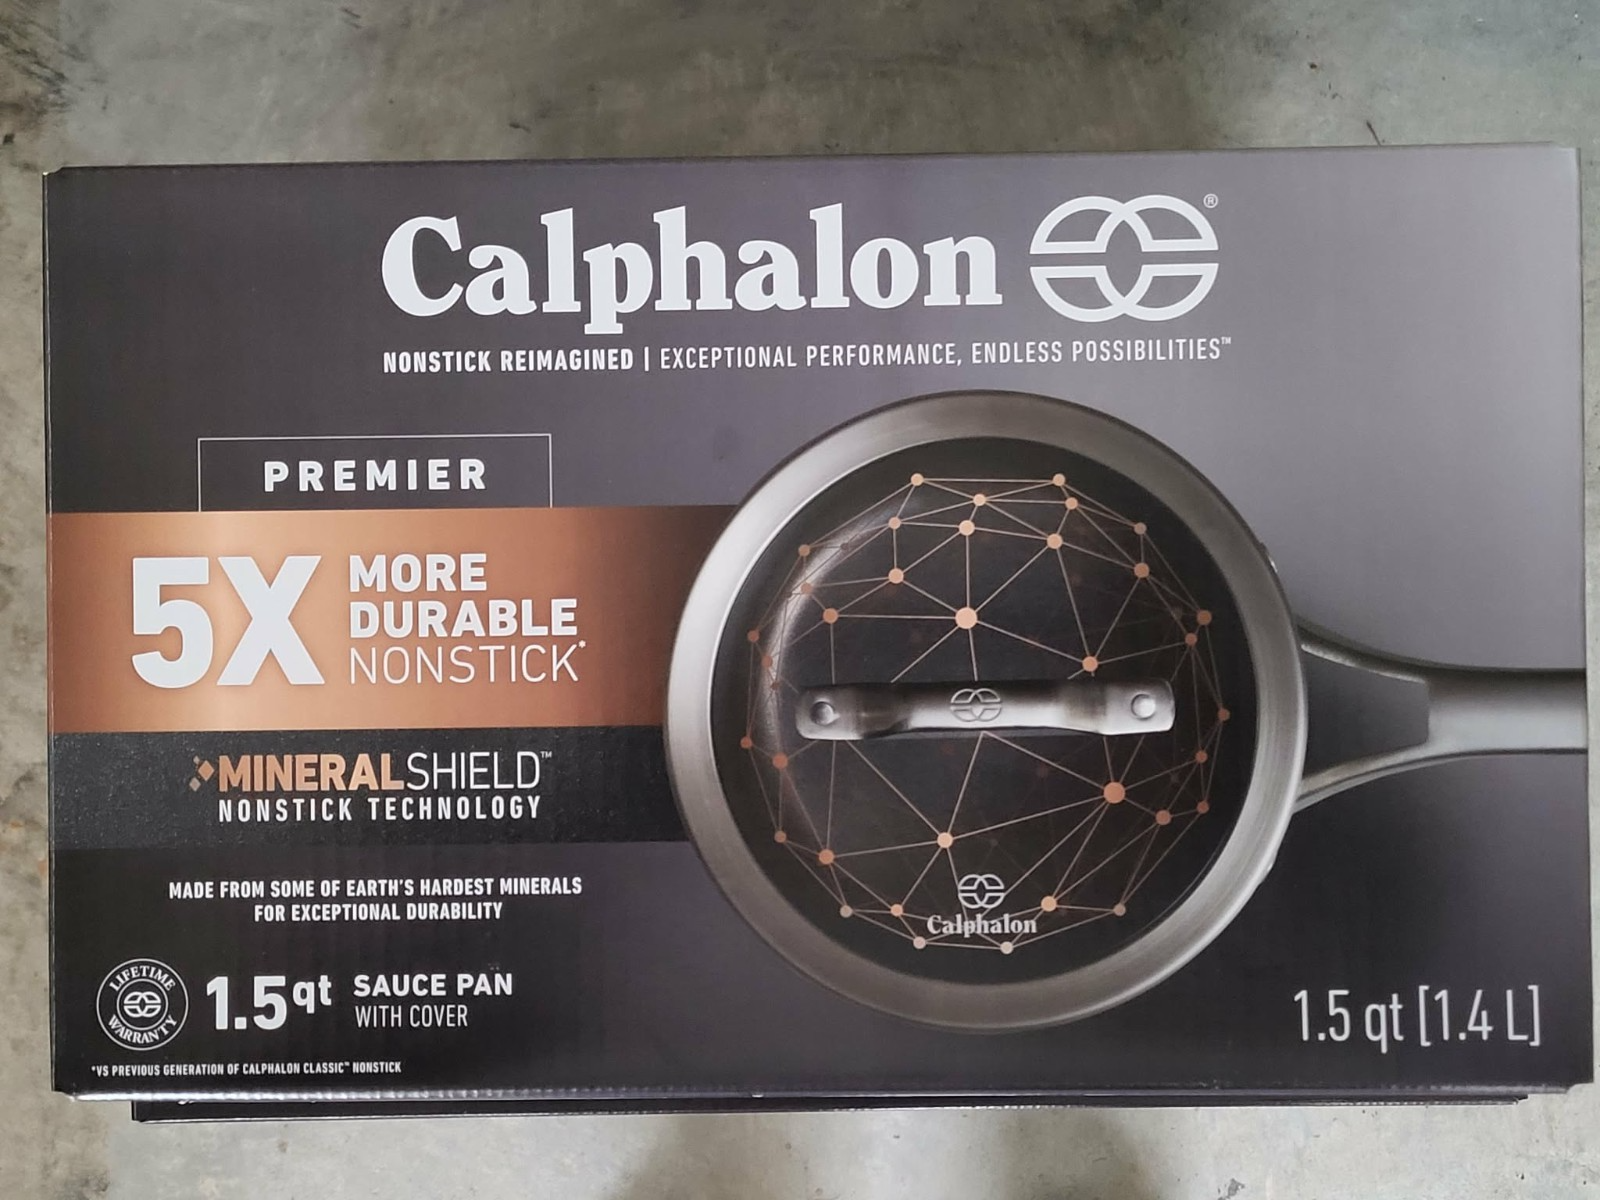 Calphalon ®
NONSTICK REIMAGINED | EXCEPTIONAL PERFORMANCE, ENDLESS POSSIBILITIES™
PREMIER
5X MORE
DURABLE
NONSTICK*
MINERALSHIELD™
NONSTICK TECHNOLOGY
MADE FROM SOME OF EARTH'S HARDEST MINERALS
FOR EXCEPTIONAL DURABILITY
LIFETIME
WARRANTY
1.5qt SAUCE PAN
WITH COVER
*VS PREVIOUS GENERATION OF CALPHALON CLASSIC™ NONSTICK
Calphalon
1.5 qt [1.4 L]